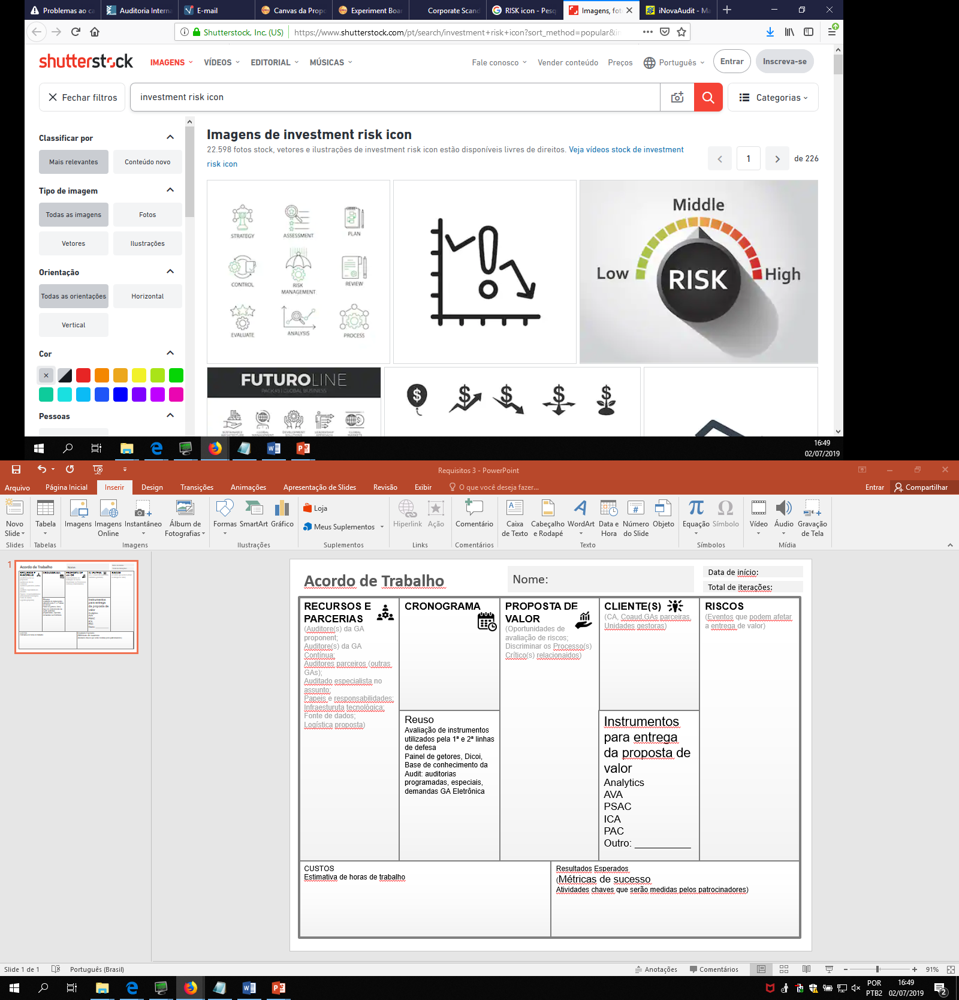 Problemas ao ca
Auditoria Intern
E-mail
Canvas da Propo
Experiment Boar
Corporate Scand
RISK icon - Pesq
Imagens, fot
iNovaAudit - Ma
Shutterstock, Inc. (US)
https://www.shutterstock.com/pt/search/investment+risk+icon?sort_method=popular&i
shutterstock
IMAGENS
VÍDEOS
EDITORIAL
MÚSICAS
Fale conosco
Vender conteúdo
Preços
Português
Entrar
Inscreva-se
Fechar filtros
investment risk icon
Categorias
Classificar por
Mais relevantes
Conteúdo novo
Tipo de imagem
Todas as imagens
Fotos
Vetores
Ilustrações
Orientação
Todas as orientações
Horizontal
Vertical
Cor
Pessoas
Imagens de investment risk icon
22.598 fotos stock, vetores e ilustrações de investment risk icon estão disponíveis livres de direitos. Veja vídeos stock de investment
risk icon
1
de 226
STRATEGY
ASSESSMENT
PLAN
CONTROL
RISK
MANAGEMENT
REVIEW
EVALUATE
ANALYSIS
PROCESS
Middle
Low
RISK
High
FUTUROLINE
PACK49 | GLOBAL BUSINESS
SUSTAINABLE
ARCHITECTURE
GLOBAL
MANAGEMENT
DEVELOPMENT
SOLUTIONS
LEADERSHIP
APPROACH
GLOBAL
MARKETS
16:49
02/07/2019
Requisitos 3 - PowerPoint
Arquivo
Página Inicial
Inserir
Design
Transições
Animações
Apresentação de Slides
Revisão
Exibir
O que você deseja fazer...
Entrar
Compartilhar
Novo
Slide
Tabela
Imagens
Imagens
Online
Instantâneo
Álbum de
Fotografias
Formas
SmartArt
Gráfico
Loja
Meus Suplementos
Hiperlink
Ação
Comentário
Caixa
de Texto
Cabeçalho
e Rodapé
WordArt
Data e
Hora
Número
do Slide
Objeto
Equação
Símbolo
Vídeo
Áudio
Gravação
de Tela
Slides
Tabelas
Imagens
Ilustrações
Suplementos
Links
Comentários
Texto
Símbolos
Mídia
1
Acordo de Trabalho
Nome:
Data de início:
Total de iterações:
RECURSOS E
PARCERIAS
(Auditore(s) da GA
proponent;
Auditore(s) da GA
Contínua;
Auditores parceiros (outras
GAs);
Auditado especialista no
assunto;
Papeis e responsabilidades;
Infraesturuta tecnológica;
Fonte de dados;
Logística proposta)
CRONOGRAMA
Reuso
Avaliação de instrumentos
utilizados pela 1ª e 2ª linhas
de defesa
Painel de getores, Dicoi,
Base de conhecimento da
Audit: auditorias
programadas, especiais,
demandas GA Eletrônica
PROPOSTA DE
VALOR
(Oportunidades de
avaliação de riscos;
Discriminar os Processo(s)
Crítico(s) relacionaidos)
CLIENTE(S)
(CA, Coaud,GAs parceiras,
Unidades gestoras)
Instrumentos
para entrega
da proposta de
valor
Analytics
AVA
PSAC
ICA
PAC
Outro: __________
RISCOS
(Eventos que podem afetar
a entrega de valor)
CUSTOS
Estimativa de horas de trabalho
Resultados Esperados
(Métricas de sucesso
Atividades chaves que serão medidas pelos patrocinadores)
Slide 1 de 1
Português (Brasil)
Anotações
Comentários
91%
POR
PTB2
16:49
02/07/2019
2